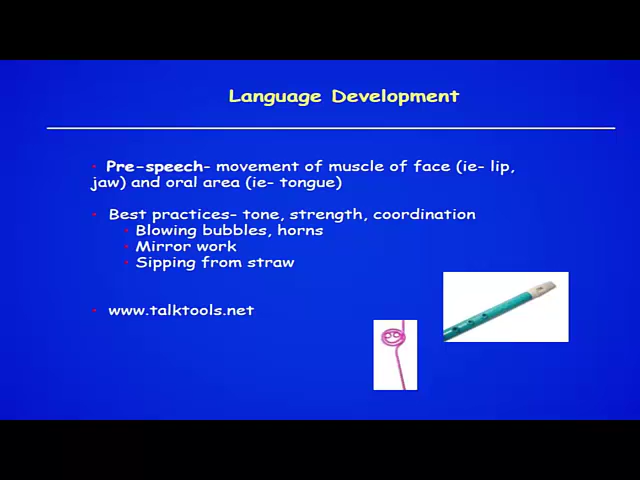 Language Development
· Pre-speech- movement of muscle of face (ie- lip,
jaw) and oral area (ie- tongue)
· Best practices- tone, strength, coordination
• Blowing bubbles, horns
• Mirror work
• Sipping from straw
· www.talktools.net